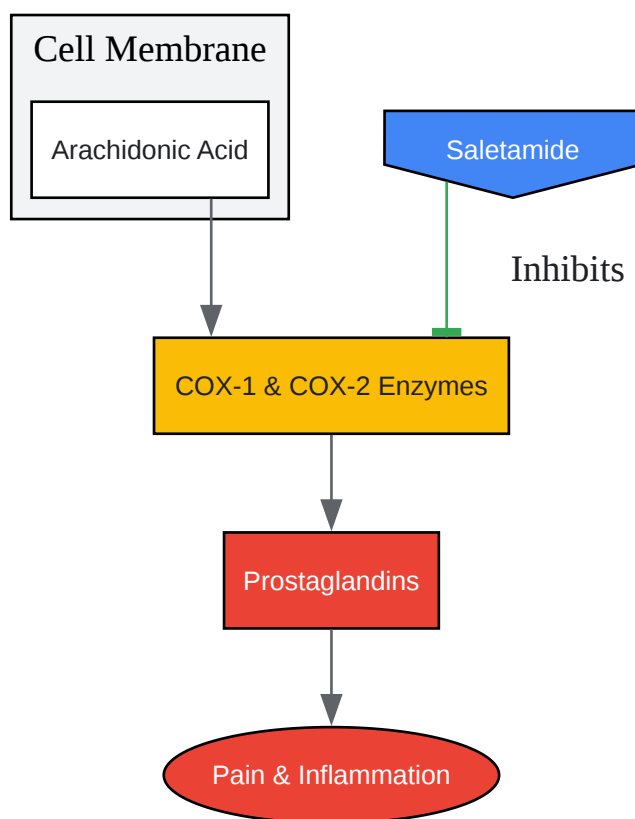 Cell Membrane
Arachidonic Acid
Saletamide
Inhibits
COX-1 & COX-2 Enzymes
Prostaglandins
Pain & Inflammation